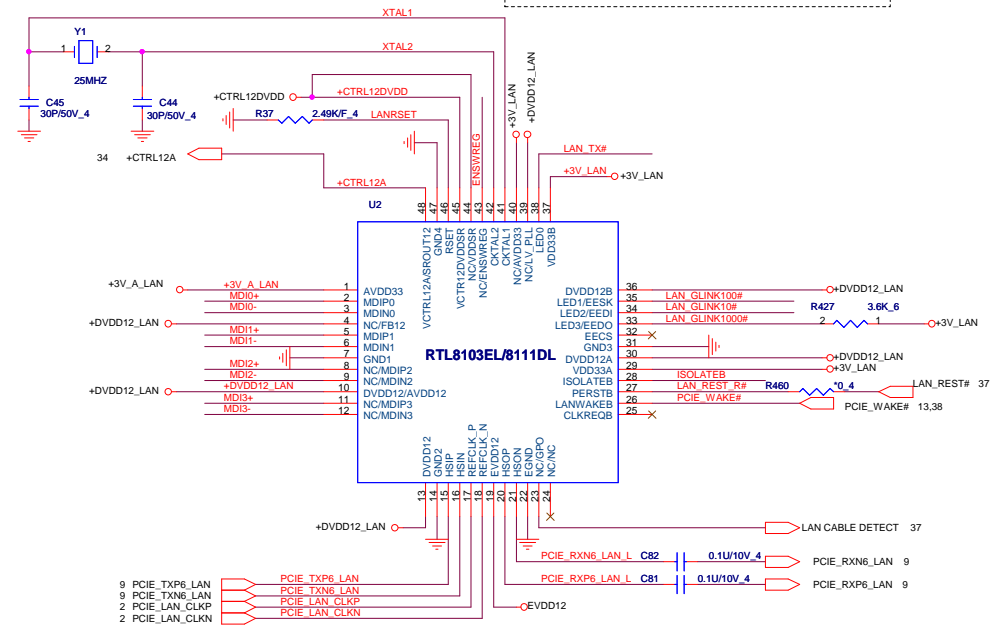 XTAL1
Y1
1 2
XTAL2
25MHZ
C45
30P/50V_4
C44
30P/50V_4
+CTRL12DVDD
+CTRL12DVDD
R37 2.49K/F_4 LANRSET
ENSWREG
+3V_LAN
+DVDD12_LAN
LAN_TX#
34 +CTRL12A
+CTRL12A
+3V_LAN
+3V_LAN
U2
48 47 46 45 44 43 42 41 40 39 38 37
VCTRL12A/SROUT12
GND4
RSET
VCTR12DVDDSR
NC/VDDSR
NC/ENSWREG
CKTAL2
CKTAL1
NC/AVDD33
NC/LV_PLL
LED0
VDD33B
+3V_A_LAN
+3V_A_LAN 1 AVDD33
MDI0+ 2 MDIP0
MDI0- 3 MDIN0
+DVDD12_LAN 4 NC/FB12
MDI1+ 5 MDIP1
MDI1- 6 MDIN1
7 GND1
MDI2+ 8 NC/MDIP2
MDI2- 9 NC/MDIN2
+DVDD12_LAN
+DVDD12_LAN 10 DVDD12/AVDD12
MDI3+ 11 NC/MDIP3
MDI3- 12 NC/MDIN3
RTL8103EL/8111DL
DVDD12B 36 +DVDD12_LAN
LED1/EESK 35 LAN_GLINK100#
LED2/EEDI 34 LAN_GLINK10#
LED3/EEDO 33 LAN_GLINK1000#
R427 3.6K_6
2 1
+3V_LAN
EECS 32
GND3 31
DVDD12A 30 +DVDD12_LAN
VDD33A 29 +3V_LAN
ISOLATEB 28 ISOLATEB
PERSTB 27 LAN_REST_R# R460 *0_4 LAN_REST# 37
LANWAKEB 26 PCIE_WAKE# PCIE_WAKE# 13,38
CLKREQB 25
DVDD12
GND2
HSIP
HSIN
REFCLK_P
REFCLK_N
EVDD12
HSOP
HSON
EGND
NC/GPO
NC/NC
13 14 15 16 17 18 19 20 21 22 23 24
+DVDD12_LAN
LAN CABLE DETECT 37
PCIE_RXN6_LAN_L C82 0.1U/10V_4 PCIE_RXN6_LAN 9
PCIE_RXP6_LAN_L C81 0.1U/10V_4 PCIE_RXP6_LAN 9
9 PCIE_TXP6_LAN PCIE_TXP6_LAN
9 PCIE_TXN6_LAN PCIE_TXN6_LAN
2 PCIE_LAN_CLKP PCIE_LAN_CLKP
2 PCIE_LAN_CLKN PCIE_LAN_CLKN
EVDD12